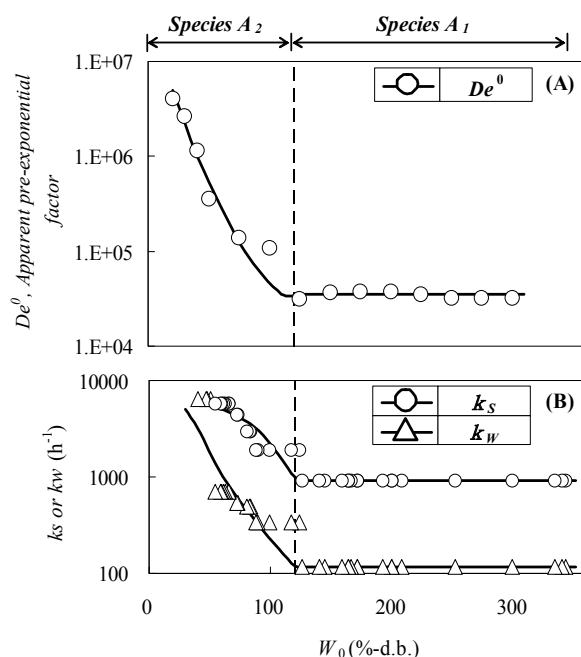 Species A2 Species A1
1.E+07
(A)
De0
1.E+06
1.E+05
1.E+04
De0, Apparent pre-exponential
factor
10000
(B)
kS
kW
1000
100
ks or kw (h-1)
0 100 200 300
W0 (%-d.b.)